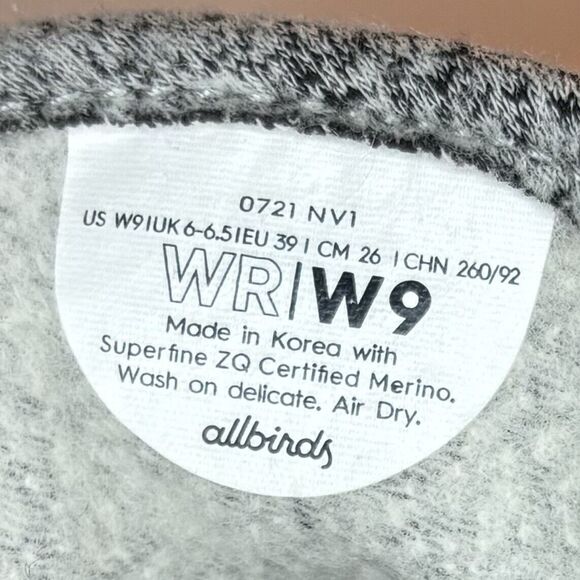 0721 NV1
US W9|UK 6-6.5|EU 39| CM 26 | CHN 260/92
WR|W9
Made in Korea with
Superfine ZQ Certified Merino.
Wash on delicate. Air Dry.
allbirds